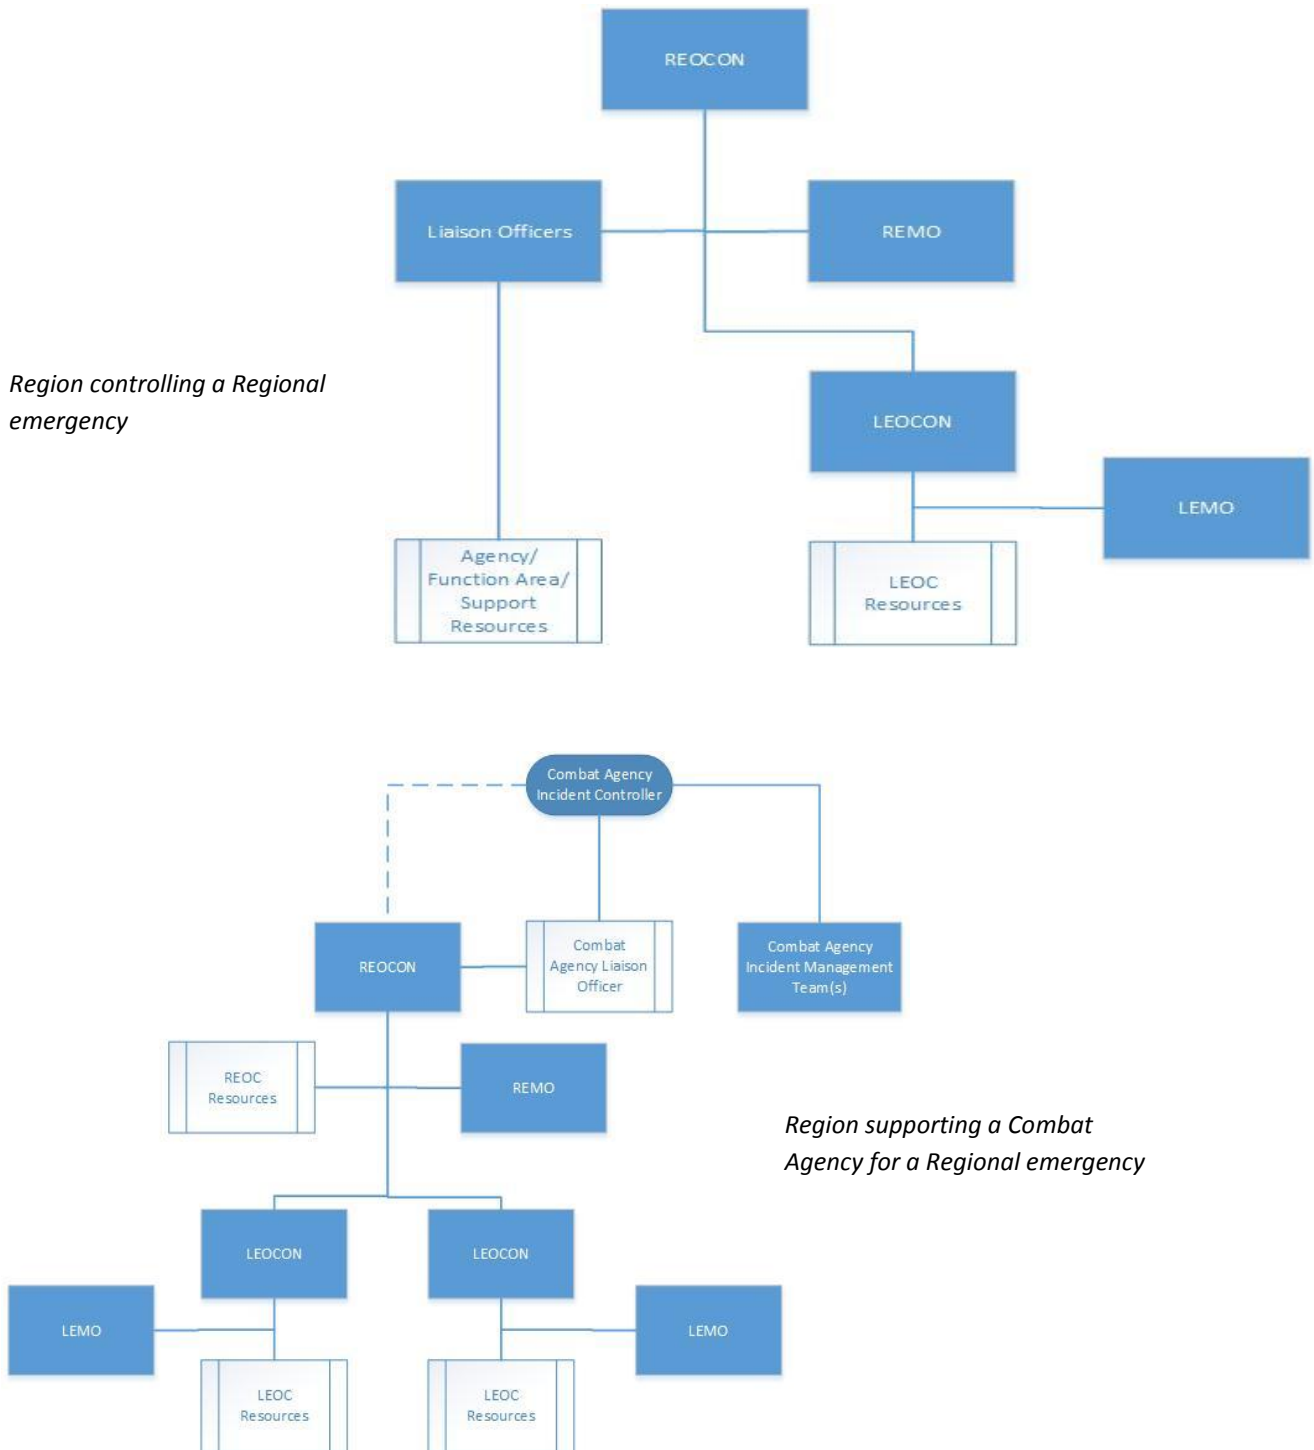 REOCON
Liaison Officers
REMO
Region controlling a Regional
emergency
LEOCON
LEMO
Agency/
Function Area/
Support
Resources
LEOC
Resources
Combat Agency
Incident Controller
REOCON
Combat
Agency Liaison
Officer
Combat Agency
Incident Management
Team(s)
REOC
Resources
REMO
Region supporting a Combat
Agency for a Regional emergency
LEOCON
LEOCON
LEMO
LEMO
LEOC
Resources
LEOC
Resources